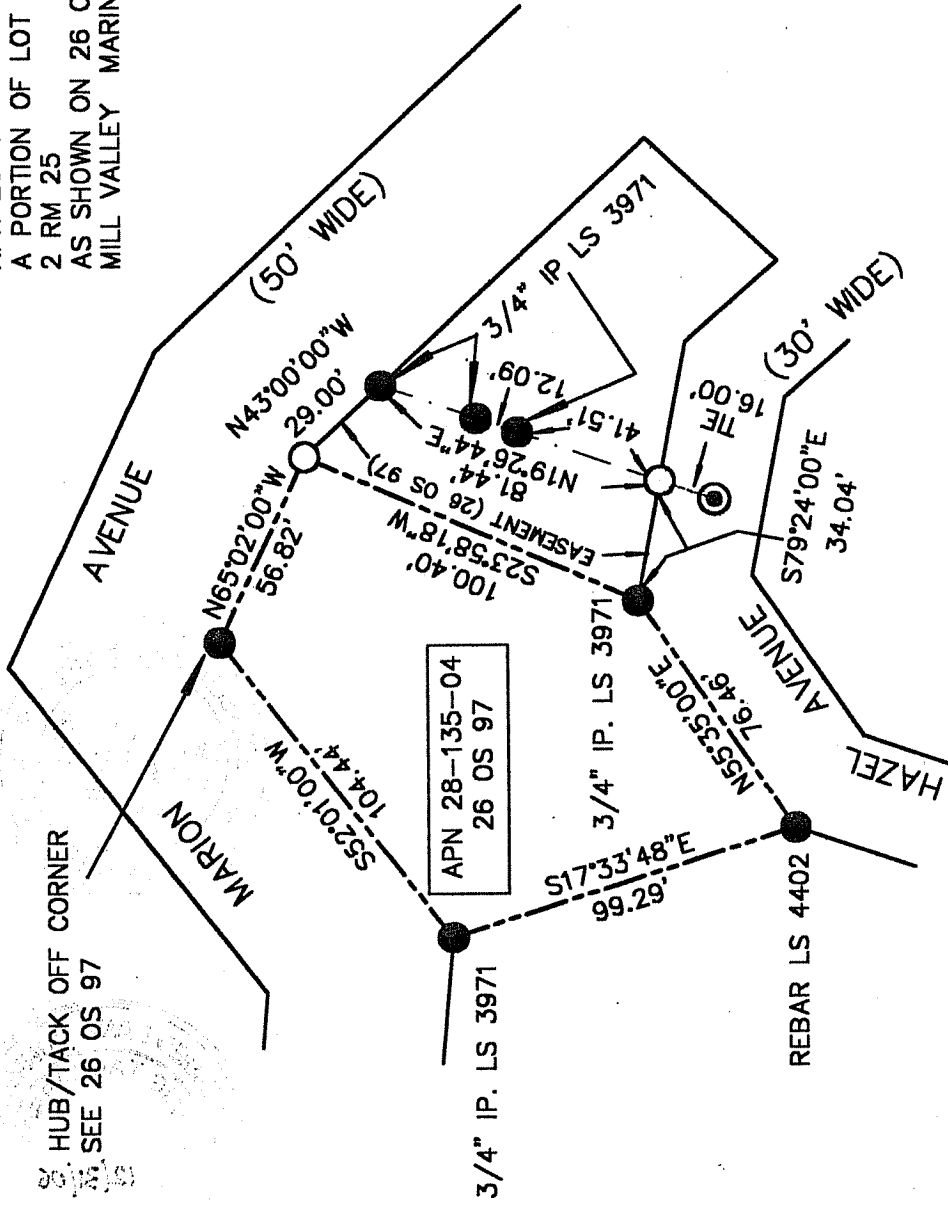 A PORTION OF LOT
2 RM 25
AS SHOWN ON 26 O
MILL VALLEY MARIN
HUB/TACK OFF CORNER
SEE 26 OS 97
MARION
AVENUE
(50' WIDE)
N65°02'00"W
56.82'
N43°00'00"W
29.00'
S52°01'00"W
104.44'
APN 28-135-04
26 OS 97
S23°58'18"W
100.40'
EASEMENT (26 OS 97)
N19°26'44"E
81.44'
12.09'
41.51'
3/4" IP LS 3971
3/4" IP. LS 3971
TIE
16.00'
S79°24'00"E
34.04'
S17°33'48"E
99.29'
N55°35'00"E
76.46'
3/4" IP. LS 3971
REBAR LS 4402
HAZEL
AVENUE
(30' WIDE)